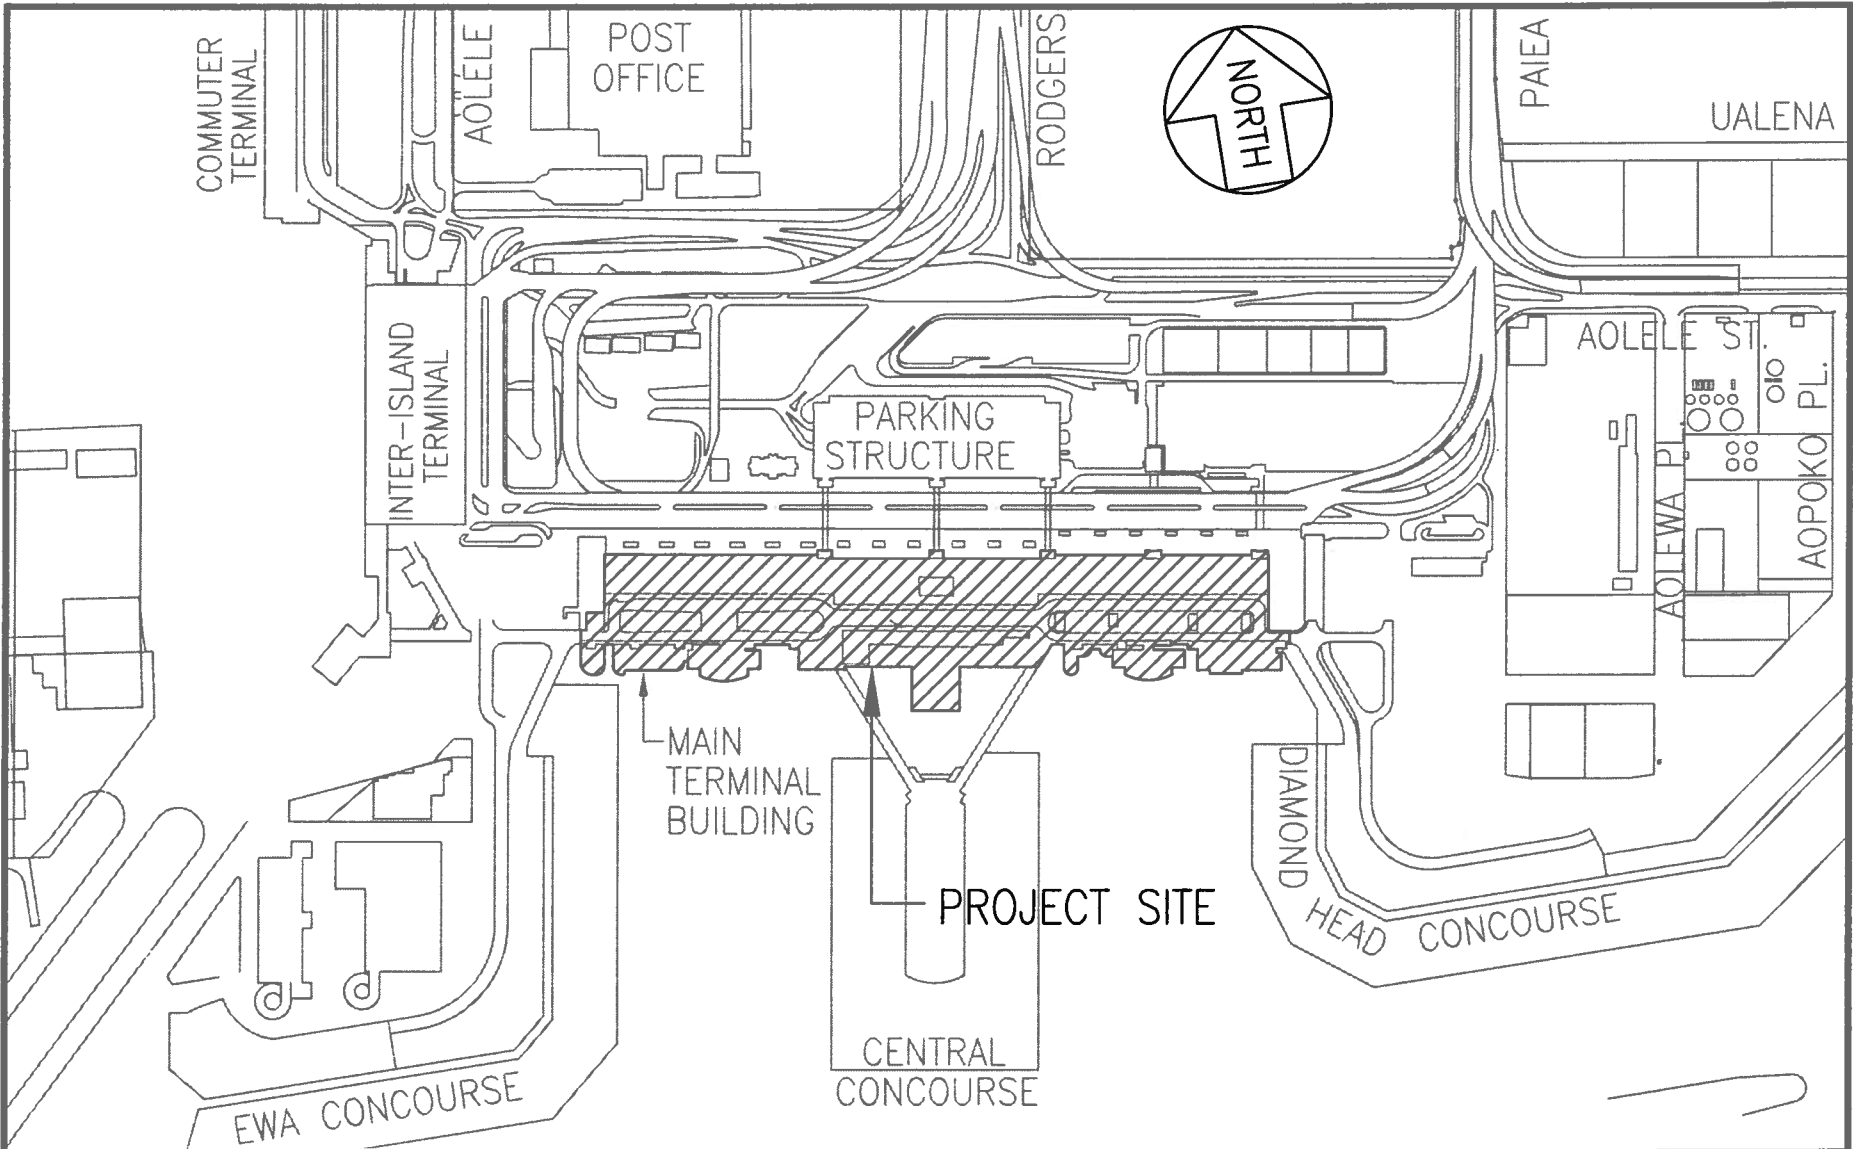 COMMUTER
TERMINAL
AOLELE
POST
OFFICE
RODGERS
NORTH
PAIEA
UALENA
INTER-ISLAND
TERMINAL
PARKING
STRUCTURE
AOLELE ST.
AOLEWA PL
AOPOKO PL.
MAIN
TERMINAL
BUILDING
PROJECT SITE
DIAMOND
HEAD CONCOURSE
CENTRAL
CONCOURSE
EWA CONCOURSE